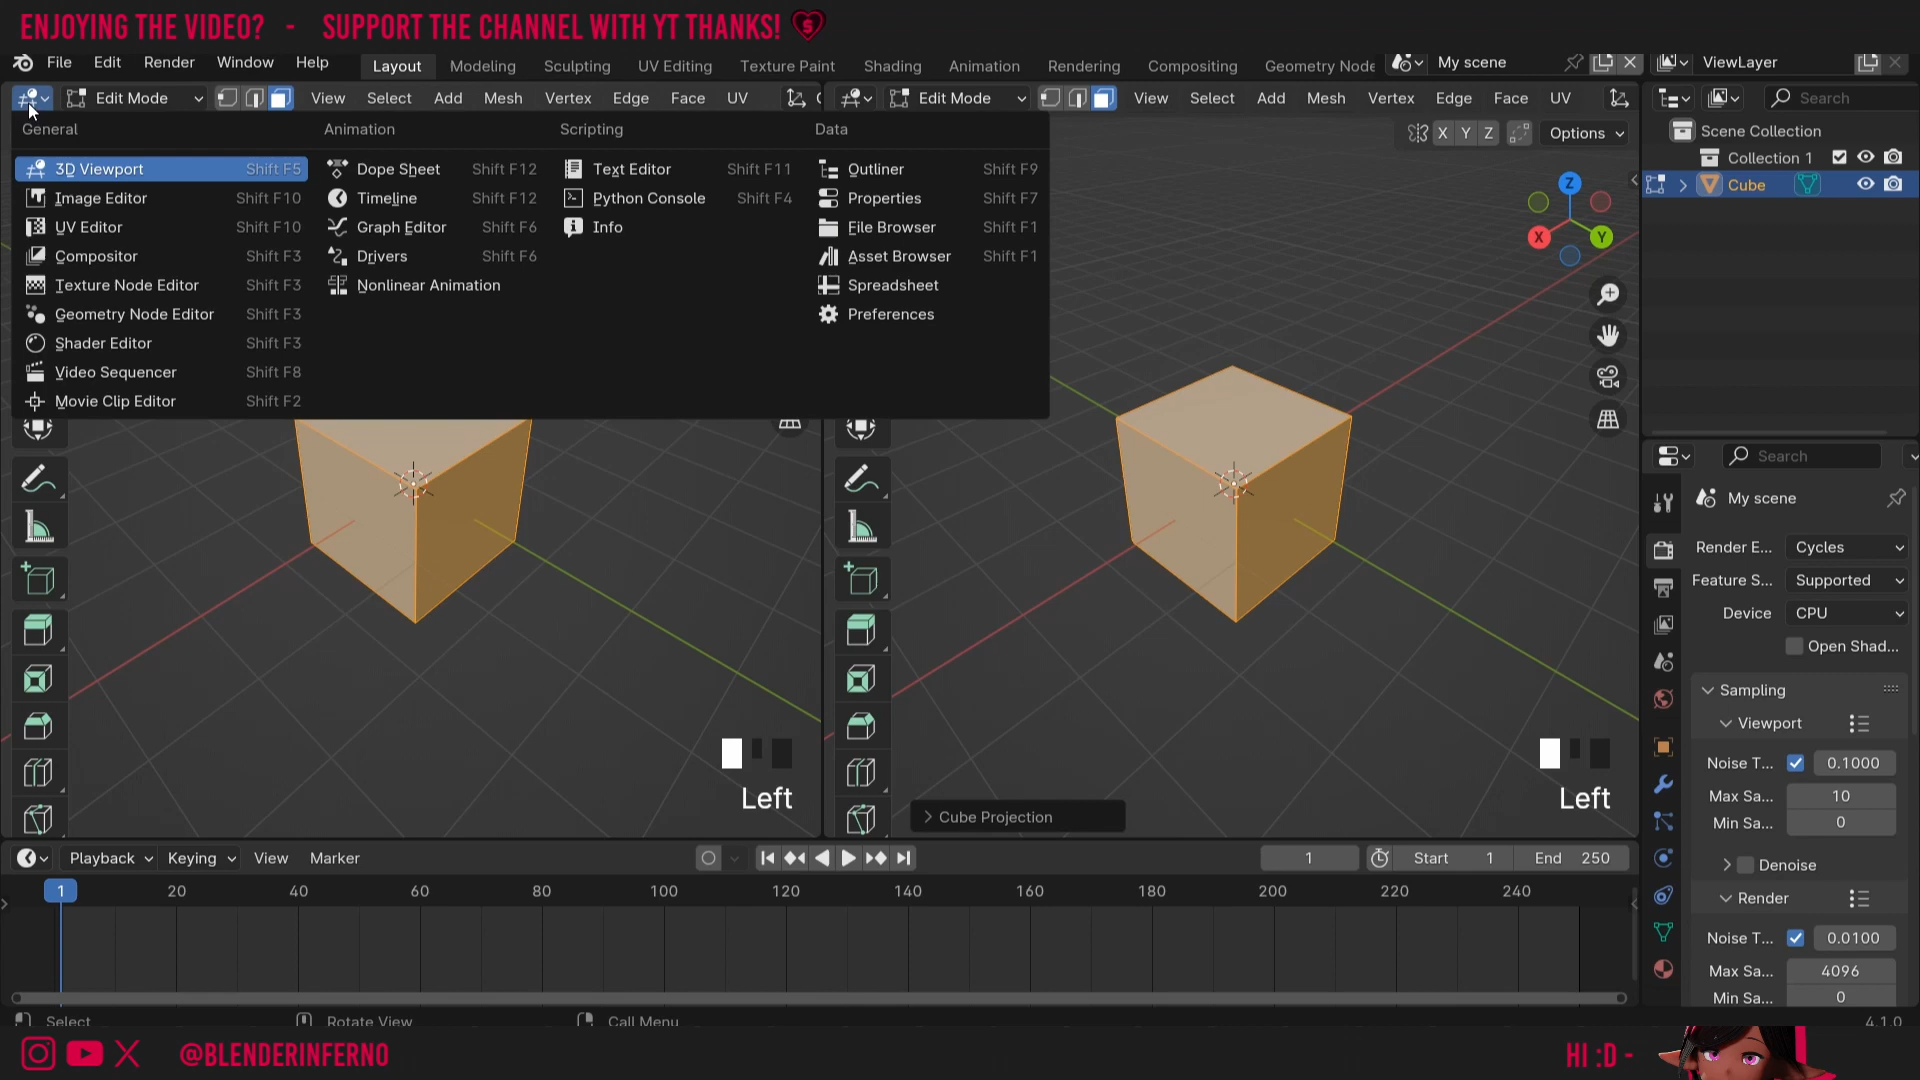 ENJOYING THE VIDEO? - SUPPORT THE CHANNEL WITH YT THANKS!
File Edit Render Window Help Layout Modeling Sculpting UV Editing Texture Paint Shading Animation Rendering Compositing Geometry Node My scene ViewLayer
Edit Mode View Select Add Mesh Vertex Edge Face UV Edit Mode View Select Add Mesh Vertex Edge Face UV Search
General Animation Scripting Data X Y Z Options Scene Collection
3D Viewport Shift F5 Dope Sheet Shift F12 Text Editor Shift F11 Outliner Shift F9 Collection 1
Image Editor Shift F10 Timeline Shift F12 Python Console Shift F4 Properties Shift F7 Z Cube
UV Editor Shift F10 Graph Editor Shift F6 Info File Browser Shift F1 X Y
Compositor Shift F3 Drivers Shift F6 Asset Browser Shift F1
Texture Node Editor Shift F3 Nonlinear Animation Spreadsheet
Geometry Node Editor Shift F3 Preferences
Shader Editor Shift F3
Video Sequencer Shift F8
Movie Clip Editor Shift F2
Search
My scene
Render E... Cycles
Feature S... Supported
Device CPU
Open Shad...
Sampling
Viewport
Noise T... 0.1000
Max Sa... 10
Min Sa... 0
Left Left
Cube Projection
Denoise
Render
Noise T... 0.0100
Max Sa... 4096
Min Sa... 0
Playback Keying View Marker 1 Start 1 End 250
1 20 40 60 80 100 120 140 160 180 200 220 240
Select Rotate View Call Menu 4.1.0
@BLENDERINFERNO HI :D -